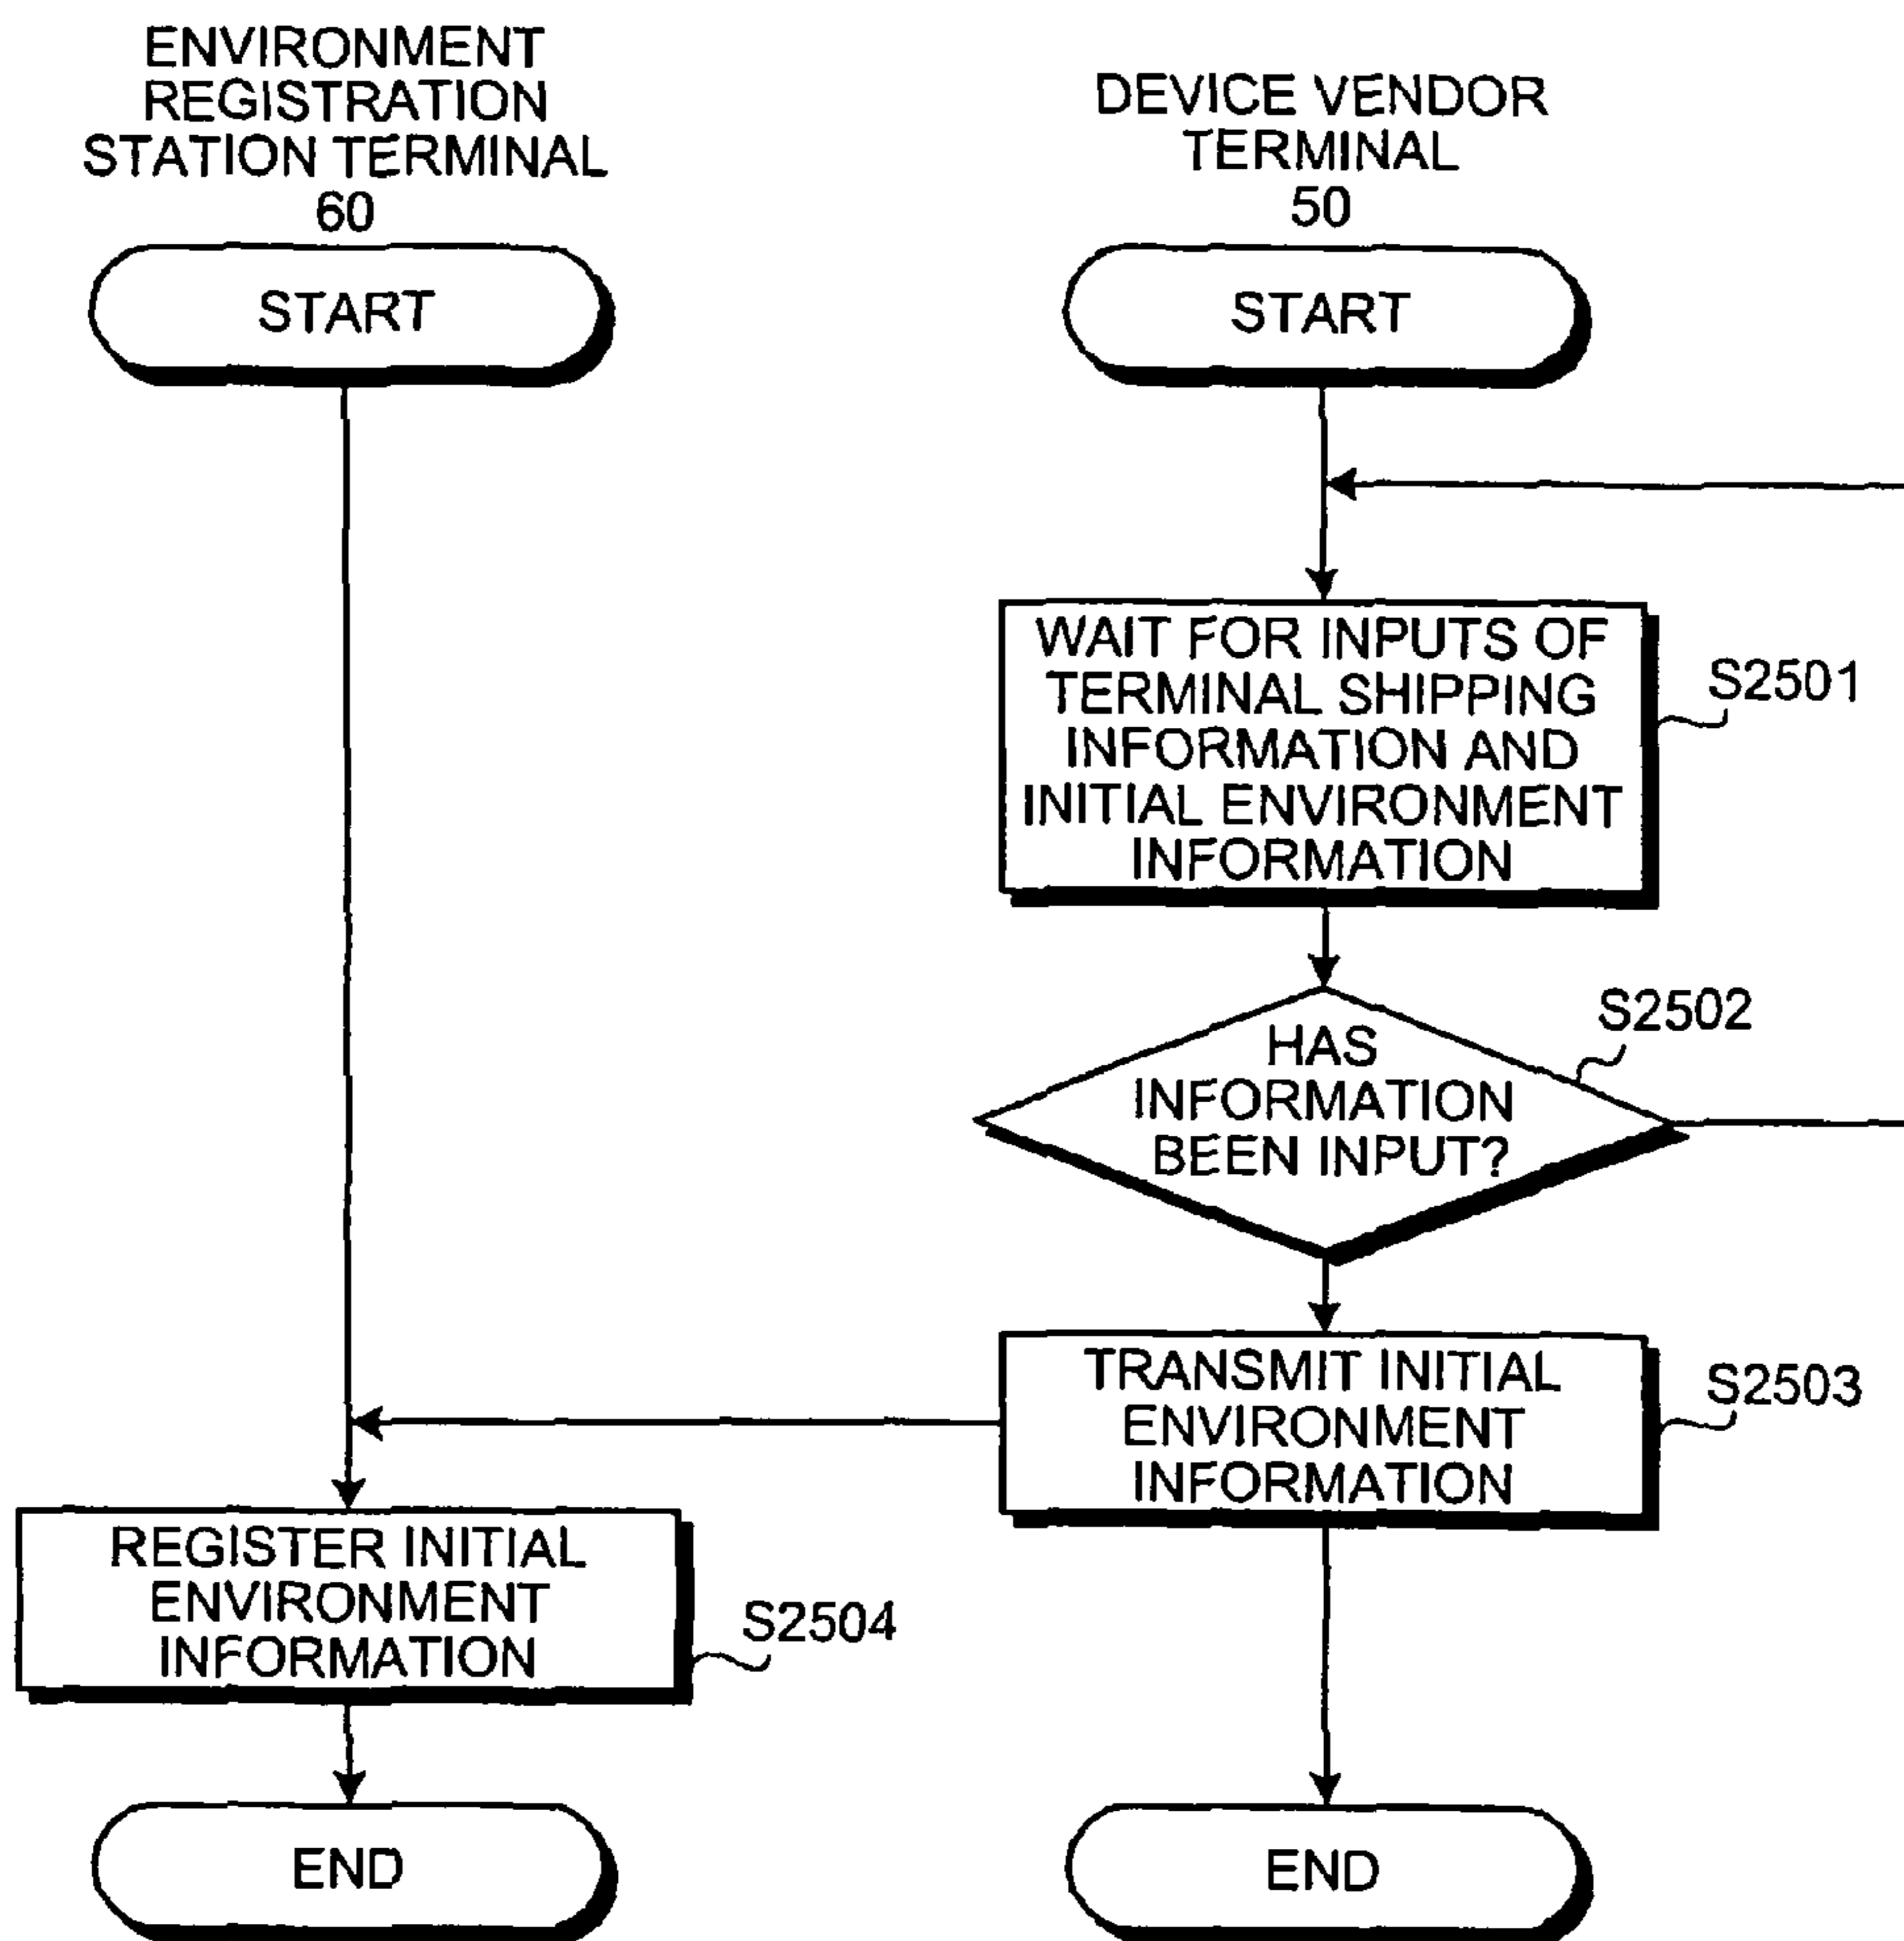 ENVIRONMENT
REGISTRATION
STATION TERMINAL
60
START
DEVICE VENDOR
TERMINAL
50
START
WAIT FOR INPUTS OF
TERMINAL SHIPPING
INFORMATION AND
INITIAL ENVIRONMENT
INFORMATION
S2501
HAS
INFORMATION
BEEN INPUT?
S2502
TRANSMIT INITIAL
ENVIRONMENT
INFORMATION
S2503
REGISTER INITIAL
ENVIRONMENT
INFORMATION
S2504
END
END